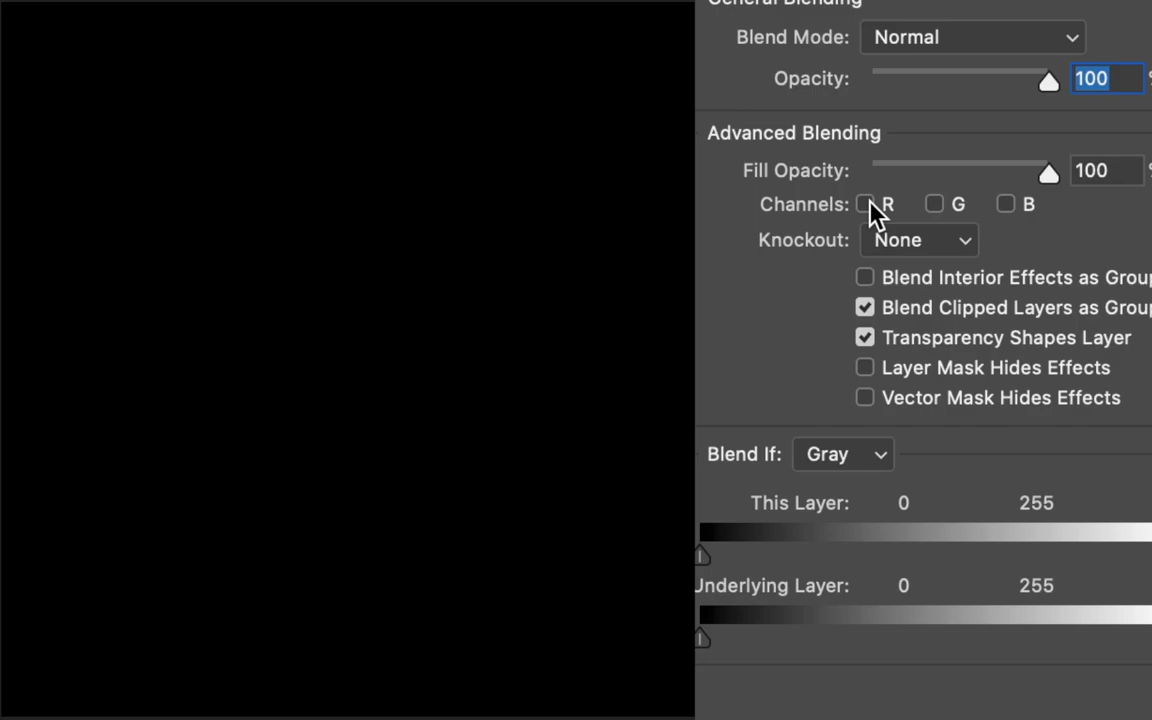 General Blending
Blend Mode: Normal
Opacity: 100 %
Advanced Blending
Fill Opacity: 100 %
Channels: R G B
Knockout: None
Blend Interior Effects as Grou
Blend Clipped Layers as Grou
Transparency Shapes Layer
Layer Mask Hides Effects
Vector Mask Hides Effects
Blend If: Gray
This Layer: 0 255
Underlying Layer: 0 255